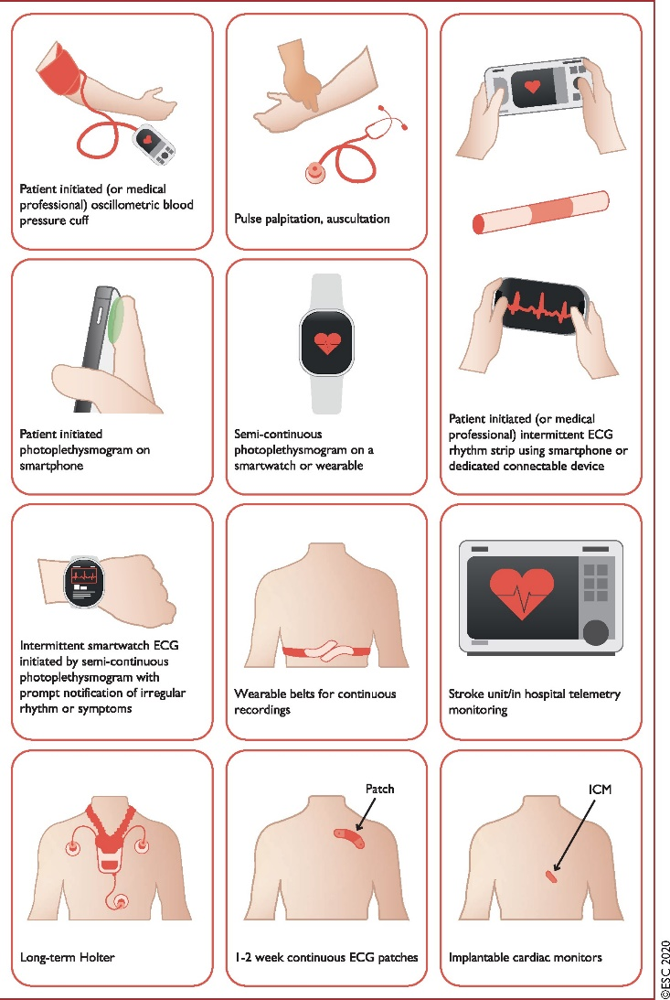 Patient initiated (or medical
professional) oscillometric blood
pressure cuff
Pulse palpitation, auscultation
Patient initiated
photoplethysmogram on
smartphone
Semi-continuous
photoplethysmogram on a
smartwatch or wearable
Patient initiated (or medical
professional) intermittent ECG
rhythm strip using smartphone or
dedicated connectable device
Intermittent smartwatch ECG
initiated by semi-continuous
photoplethysmogram with
prompt notification of irregular
rhythm or symptoms
Wearable belts for continuous
recordings
Stroke unit/in hospital telemetry
monitoring
Long-term Holter
Patch
1-2 week continuous ECG patches
ICM
Implantable cardiac monitors
©ESC 2020